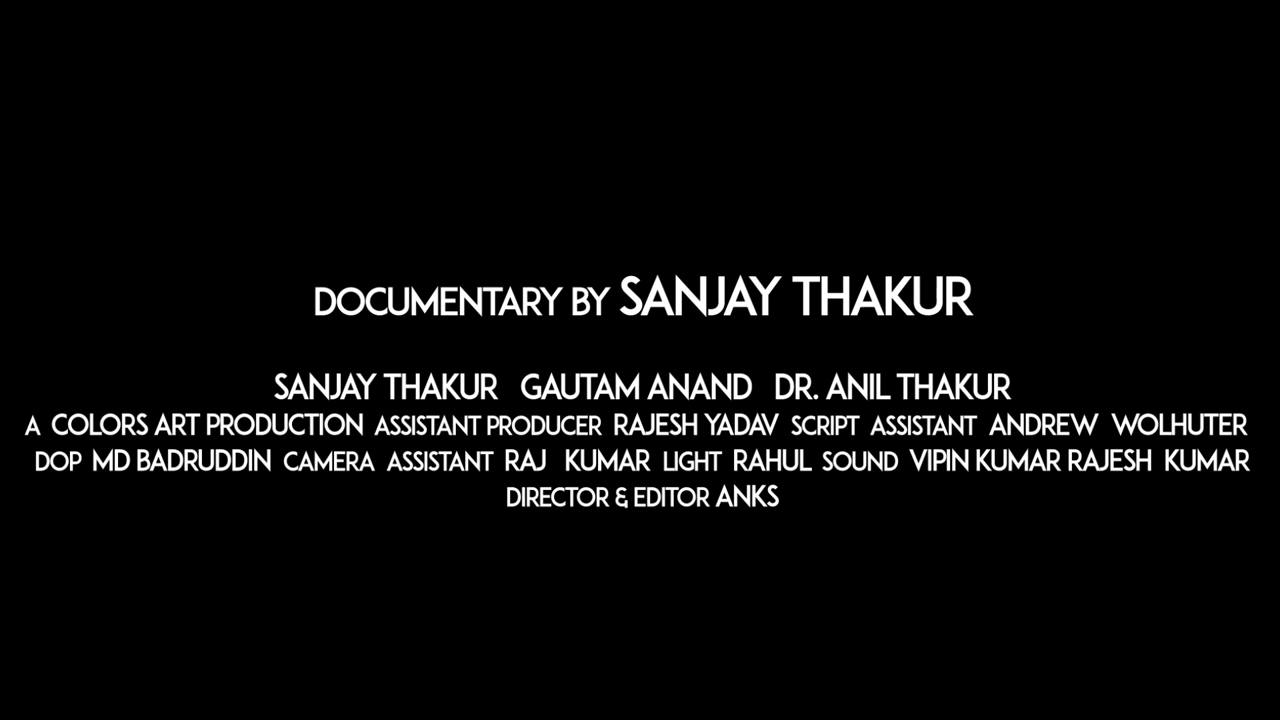 DOCUMENTARY BY SANJAY THAKUR
SANJAY THAKUR GAUTAM ANAND DR. ANIL THAKUR
A COLORS ART PRODUCTION ASSISTANT PRODUCER RAJESH YADAV SCRIPT ASSISTANT ANDREW WOLHUTER
DOP MD BADRUDDIN CAMERA ASSISTANT RAJ KUMAR LIGHT RAHUL SOUND VIPIN KUMAR RAJESH KUMAR
DIRECTOR & EDITOR ANKS